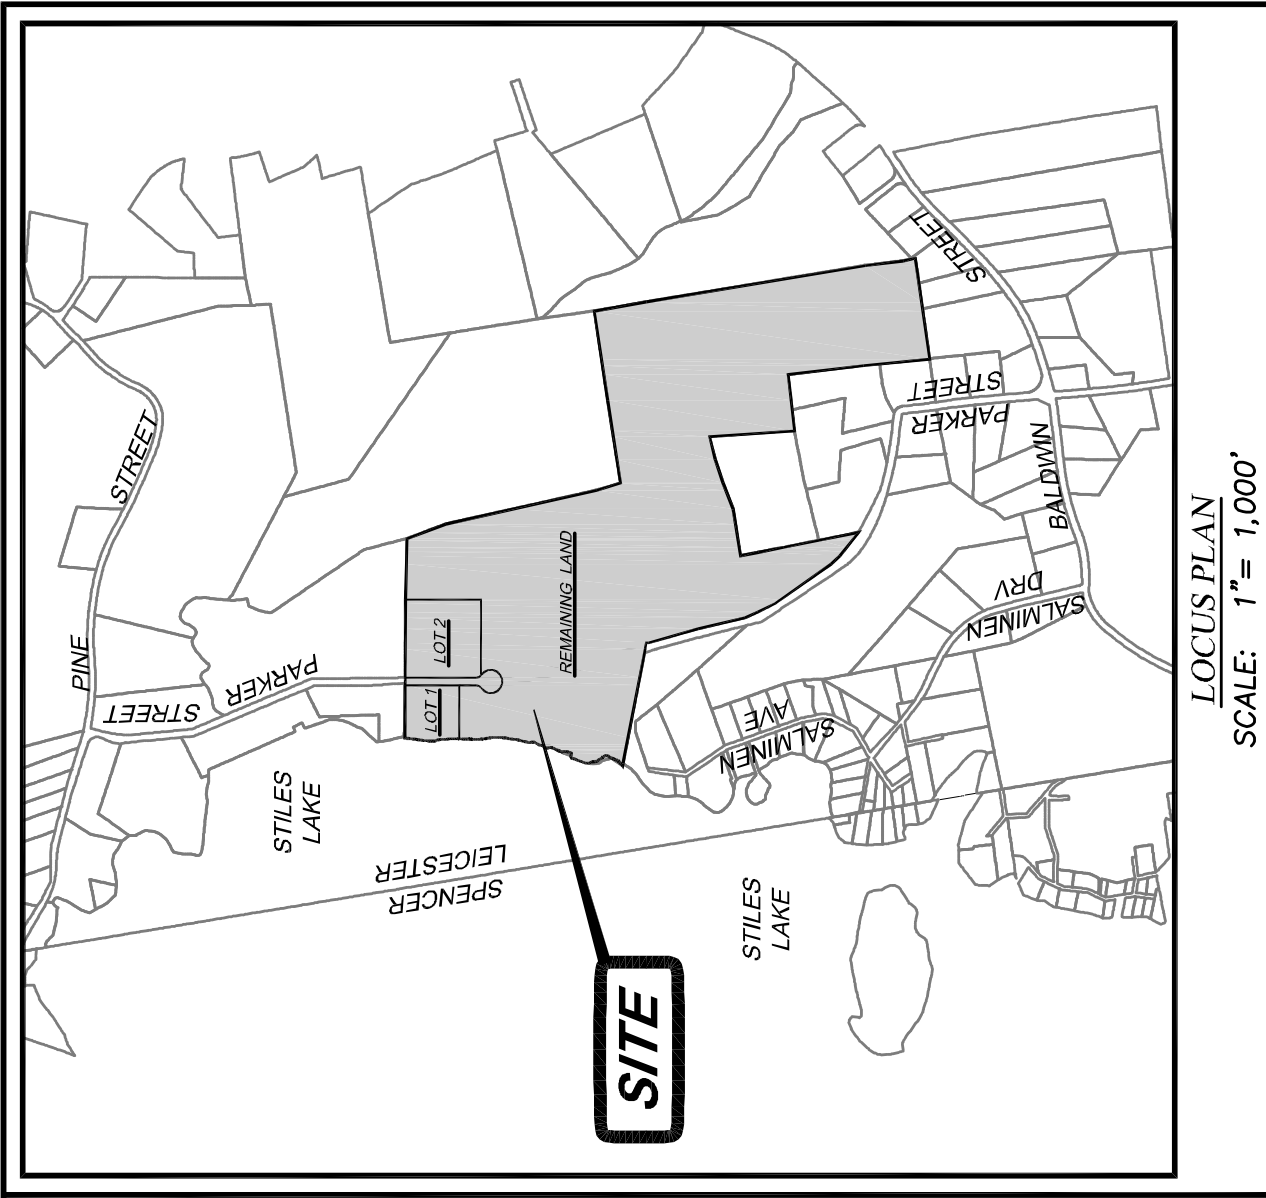 STREET
PINE
STREET
PARKER
LOT 1
LOT 2
REMAINING LAND
STREET
STREET
PARKER
BALDWIN
DRV
SALMINEN
AVE
SALMINEN
STILES
LAKE
LEICESTER
SPENCER
STILES
LAKE
SITE
LOCUS PLAN
SCALE: 1"= 1,000'